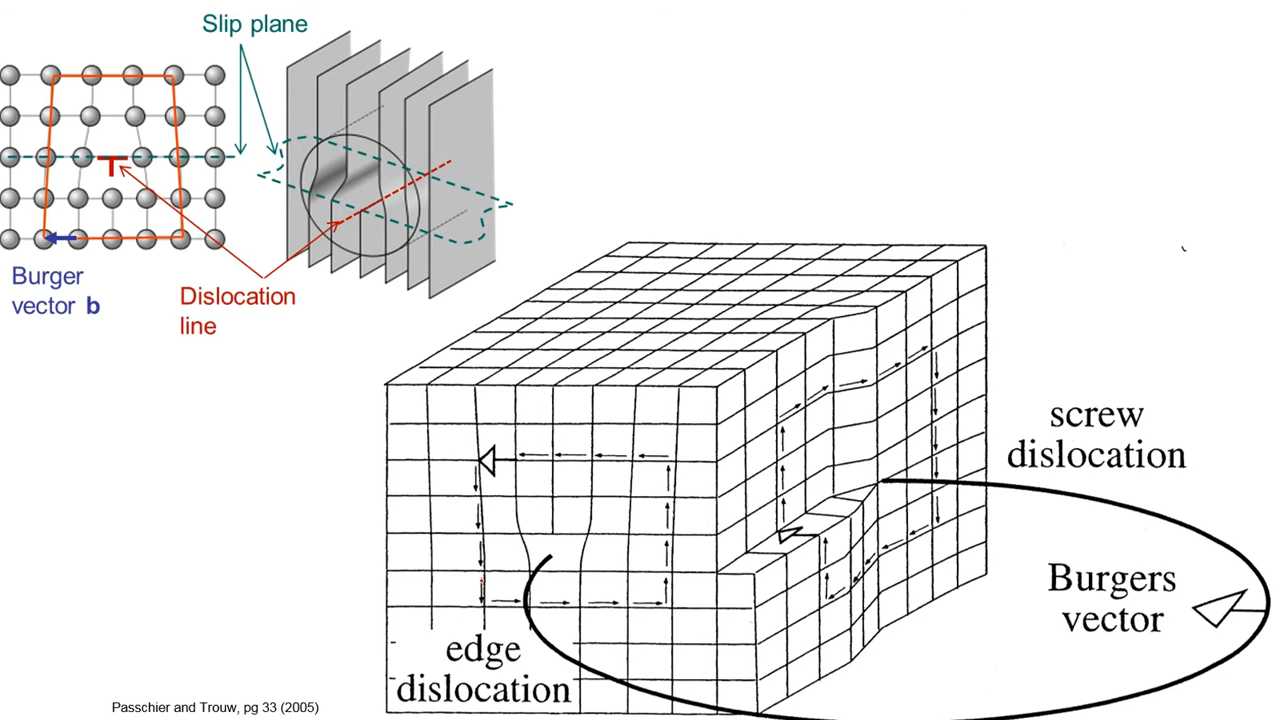 Slip plane
Burger
vector b
Dislocation
line
screw
dislocation
Burgers
vector
edge
dislocation
Passchier and Trouw, pg 33 (2005)